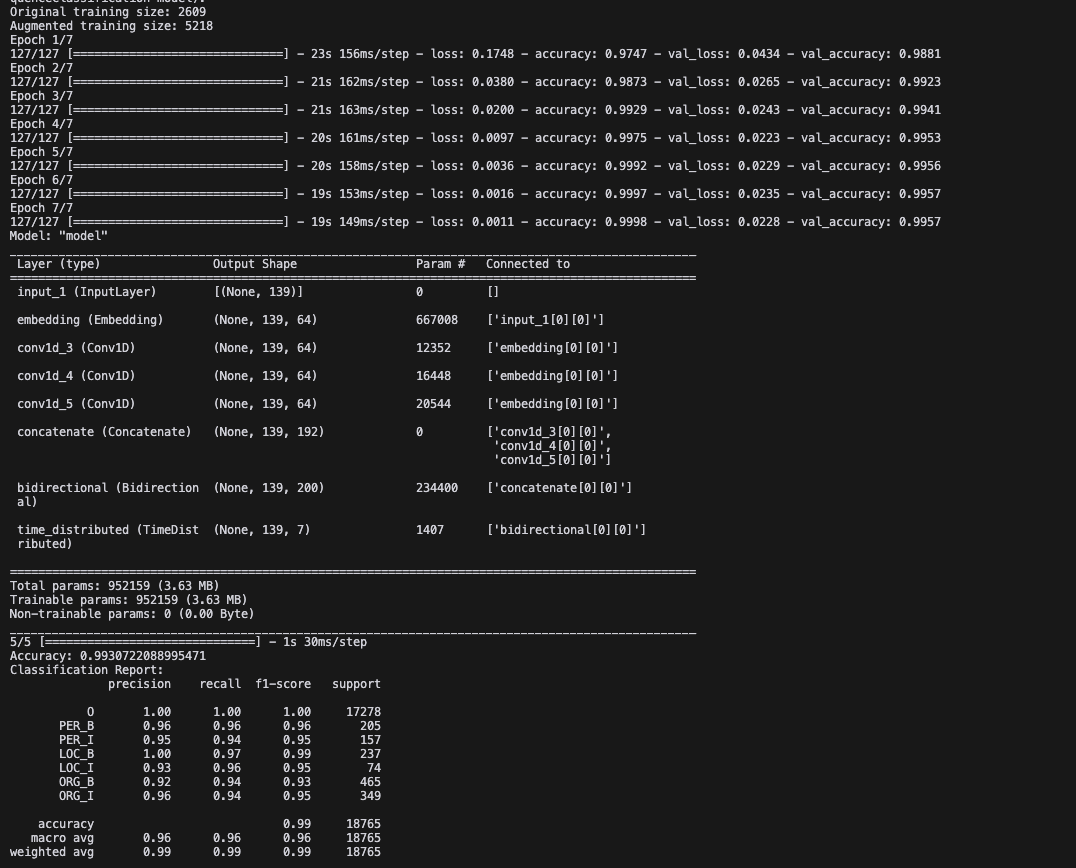 quenceclassification model/.
Original training size: 2609
Augmented training size: 5218
Epoch 1/7
127/127 [==============================] - 23s 156ms/step - loss: 0.1748 - accuracy: 0.9747 - val_loss: 0.0434 - val_accuracy: 0.9881
Epoch 2/7
127/127 [==============================] - 21s 162ms/step - loss: 0.0380 - accuracy: 0.9873 - val_loss: 0.0265 - val_accuracy: 0.9923
Epoch 3/7
127/127 [==============================] - 21s 163ms/step - loss: 0.0200 - accuracy: 0.9929 - val_loss: 0.0243 - val_accuracy: 0.9941
Epoch 4/7
127/127 [==============================] - 20s 161ms/step - loss: 0.0097 - accuracy: 0.9975 - val_loss: 0.0223 - val_accuracy: 0.9953
Epoch 5/7
127/127 [==============================] - 20s 158ms/step - loss: 0.0036 - accuracy: 0.9992 - val_loss: 0.0229 - val_accuracy: 0.9956
Epoch 6/7
127/127 [==============================] - 19s 153ms/step - loss: 0.0016 - accuracy: 0.9997 - val_loss: 0.0235 - val_accuracy: 0.9957
Epoch 7/7
127/127 [==============================] - 19s 149ms/step - loss: 0.0011 - accuracy: 0.9998 - val_loss: 0.0228 - val_accuracy: 0.9957
Model: "model"
Layer (type) Output Shape Param # Connected to
input_1 (InputLayer) [(None, 139)] 0 []
embedding (Embedding) (None, 139, 64) 667008 ['input_1[0][0]']
conv1d_3 (Conv1D) (None, 139, 64) 12352 ['embedding[0][0]']
conv1d_4 (Conv1D) (None, 139, 64) 16448 ['embedding[0][0]']
conv1d_5 (Conv1D) (None, 139, 64) 20544 ['embedding[0][0]']
concatenate (Concatenate) (None, 139, 192) 0 ['conv1d_3[0][0]',
'conv1d_4[0][0]',
'conv1d_5[0][0]']
bidirectional (Bidirection (None, 139, 200) 234400 ['concatenate[0][0]']
al)
time_distributed (TimeDist (None, 139, 7) 1407 ['bidirectional[0][0]']
ributed)
Total params: 952159 (3.63 MB)
Trainable params: 952159 (3.63 MB)
Non-trainable params: 0 (0.00 Byte)
5/5 [==============================] - 1s 30ms/step
Accuracy: 0.9930722088995471
Classification Report:
precision recall f1-score support
O 1.00 1.00 1.00 17278
PER_B 0.96 0.96 0.96 205
PER_I 0.95 0.94 0.95 157
LOC_B 1.00 0.97 0.99 237
LOC_I 0.93 0.96 0.95 74
ORG_B 0.92 0.94 0.93 465
ORG_I 0.96 0.94 0.95 349
accuracy 0.99 18765
macro avg 0.96 0.96 0.96 18765
weighted avg 0.99 0.99 0.99 18765